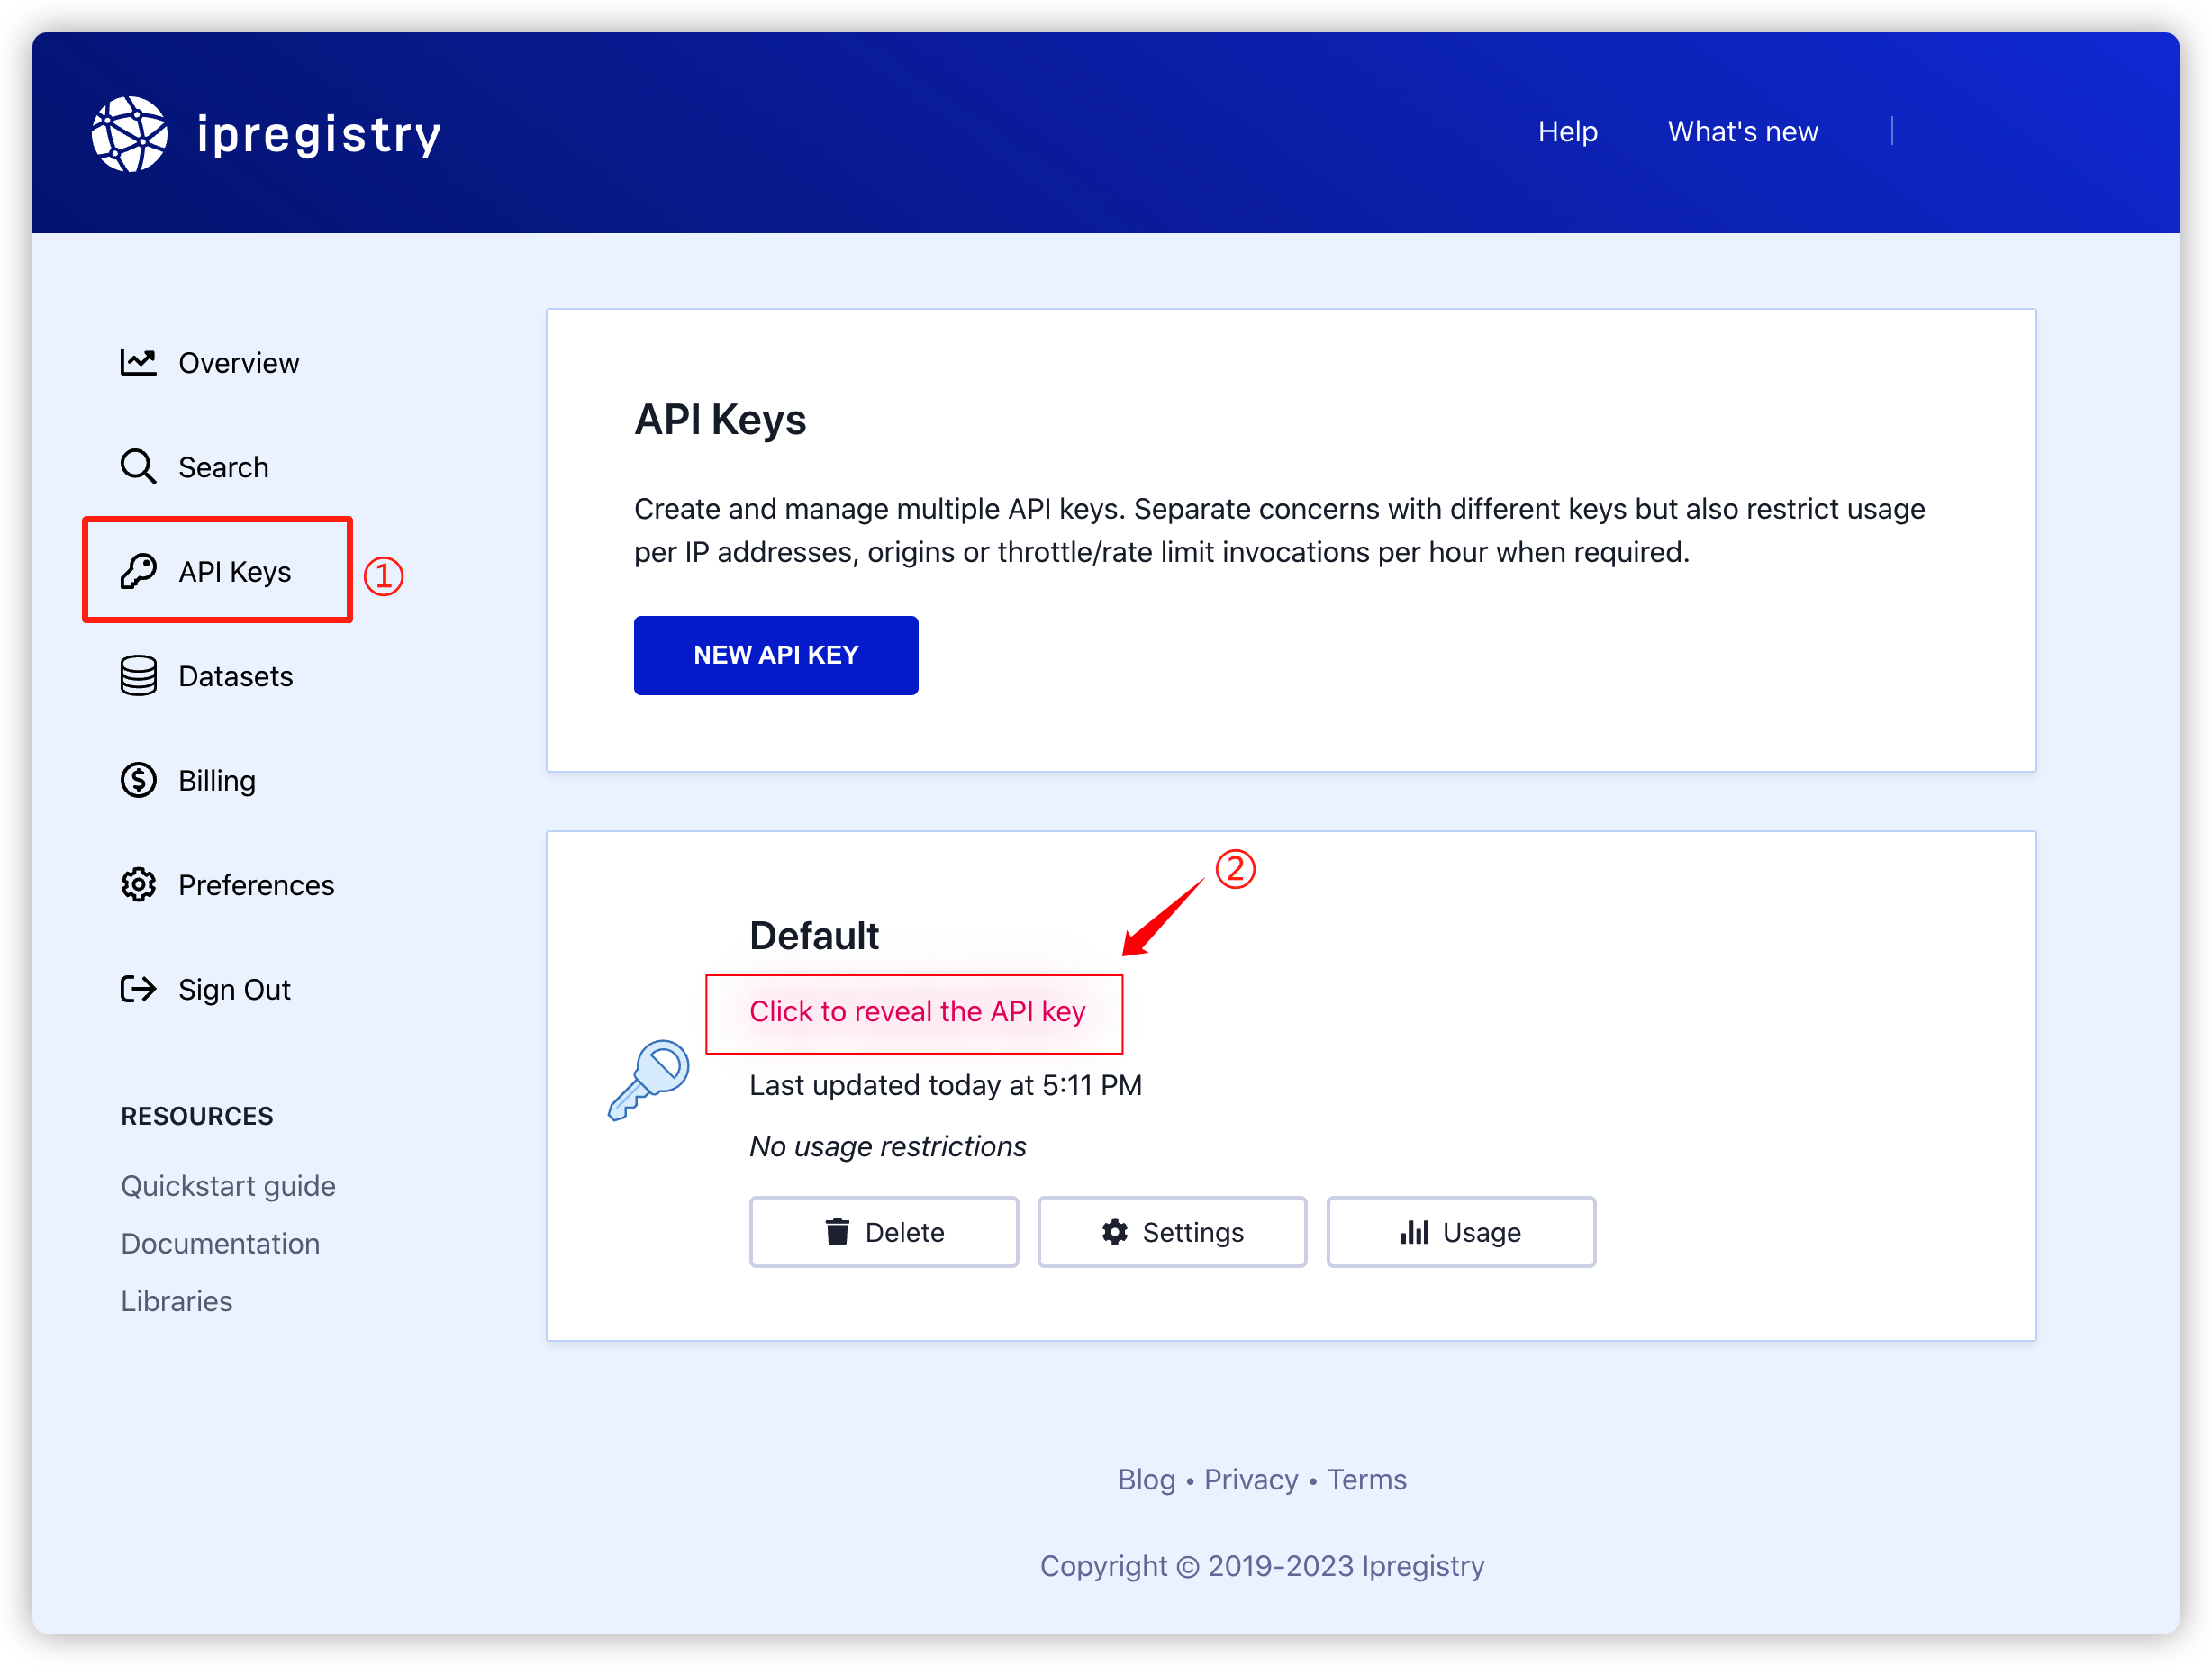 ipregistry
Help
What's new
Overview
Search
API Keys
①
Datasets
Billing
Preferences
Sign Out
RESOURCES
Quickstart guide
Documentation
Libraries
API Keys
Create and manage multiple API keys. Separate concerns with different keys but also restrict usage
per IP addresses, origins or throttle/rate limit invocations per hour when required.
NEW API KEY
②
Default
Click to reveal the API key
Last updated today at 5:11 PM
No usage restrictions
Delete
Settings
Usage
Blog • Privacy • Terms
Copyright © 2019-2023 Ipregistry